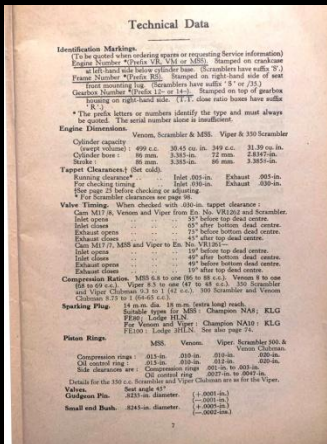 Technical Data
Identification Markings.
(To be quoted when ordering spares or requesting Service information)
Engine Number *(Prefix VR, VM or MSS). Stamped on crankcase
at left-hand side below cylinder base. (Scramblers have suffix 'S'.)
Frame Number *(Prefix RS). Stamped on right-hand side of seat
front mounting lug. (Scramblers have suffix 'S' or /35.)
Gearbox Number *(Prefix 12- or 14-). Stamped on top of gearbox
housing on right-hand side. (T.T. close ratio boxes have suffix
'R'.)
* The prefix letters or numbers identify the type and must always
be quoted. The serial number alone is insufficient.
Engine Dimensions.
Venom, Scrambler & MSS. Viper & 350 Scrambler
Cylinder capacity
(swept volume) : 499 c.c. 30.45 cu. in. 349 c.c. 31.39 cu. in.
Cylinder bore : 86 mm. 3.385-in. 72 mm. 2.8347-in.
Stroke : 86 mm. 3.385-in. 86 mm. 3.3851-in.
Tappet Clearances.† (Set cold).
Running clearance* Inlet .005-in. Exhaust .005-in.
For checking timing Inlet .030-in. Exhaust .030-in.
See page 25 before checking or adjusting.
* For Scrambler clearances see page 98.
Valve Timing. When checked with .030-in. tappet clearance :
Cam M17/8, Venom and Viper from En. No. VR1262 and Scrambler.
Inlet opens 55° before top dead centre.
Inlet closes 65° after bottom dead centre.
Exhaust opens 75° before bottom dead centre.
Exhaust closes 45° after top dead centre.
Cam M17/7, MSS and Viper to En. No. VR1261—
Inlet opens 19° before top dead centre.
Inlet closes 49° after bottom dead centre.
Exhaust opens 49° before bottom dead centre.
Exhaust closes 19° after top dead centre.
Compression Ratios. MSS 6.8 to one (86 to 88 c.c.). Venom 8 to one
(68 to 69 c.c.). Viper 8.5 to one (47 to 48 c.c.). 350 Scrambler
and Viper Clubman 9.3 to 1 (42 c.c.). 500 Scrambler and Venom
Clubman 8.75 to 1 (64-65 c.c.).
Sparking Plug. 14 m.m. dia. 18 m.m. (extra long) reach.
Suitable types for MSS : Champion NA8; KLG
FE80; Lodge HLN.
For Venom and Viper : Champion NA10 : KLG
FE100 : Lodge 3HLN. See also page 74.
Piston Rings
MSS. Venom. Viper. Scrambler 500. &
Venom Clubman.
Compression rings : .015-in. .010-in. .010-in. .020-in.
Oil control ring : .015-in. .010-in. .012-in. .020-in.
Side clearances are : Compression rings .001-in. to .003-in.
Oil control ring .0027-in. to .0047-in.
Details for the 350 c.c. Scrambler and Viper Clubman are as for the Viper.
Valves. Seat angle 45°
Gudgeon Pin. .8235-in. diameter.
Small end Bush. .8245-in. diameter.